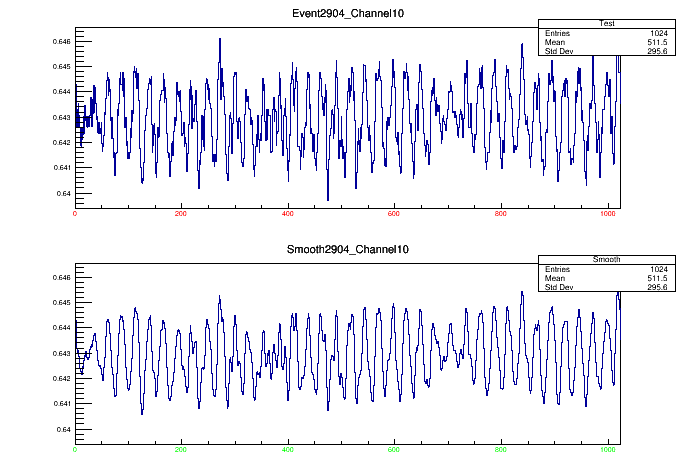 Event2904_Channel10
Test
Entries 1024
Mean 511.5
Std Dev 295.6
0.646
0.645
0.644
0.643
0.642
0.641
0.64
0 200 400 600 800 1000
Smooth2904_Channel10
Smooth
Entries 1024
Mean 511.5
Std Dev 295.6
0.646
0.645
0.644
0.643
0.642
0.641
0.64
0 200 400 600 800 1000